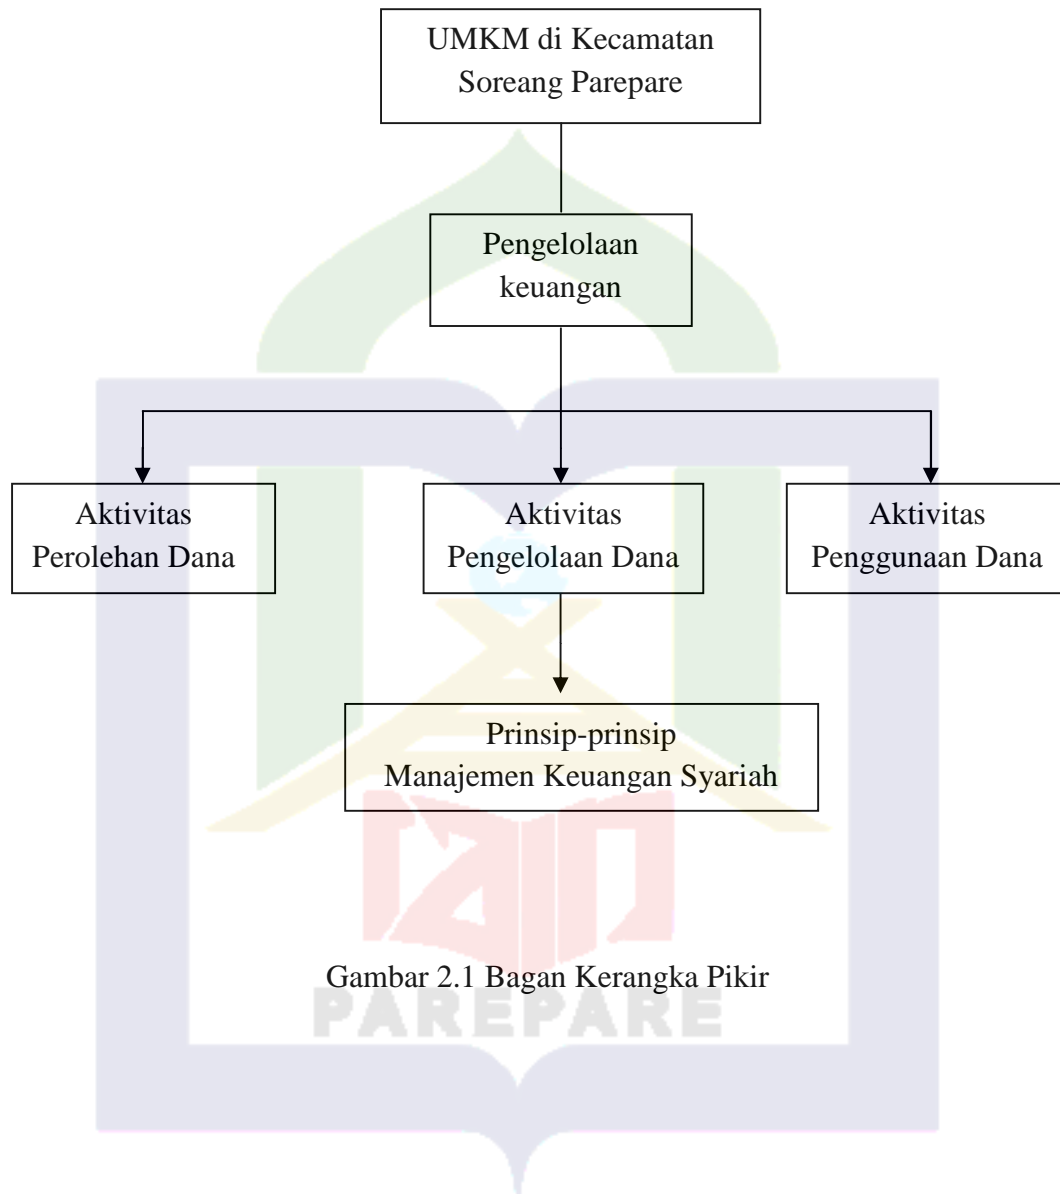 UMKM di Kecamatan
Soreang Parepare
Pengelolaan
keuangan
Aktivitas
Perolehan Dana
Aktivitas
Pengelolaan Dana
Aktivitas
Penggunaan Dana
Prinsip-prinsip
Manajemen Keuangan Syariah
Gambar 2.1 Bagan Kerangka Pikir
PAREPARE